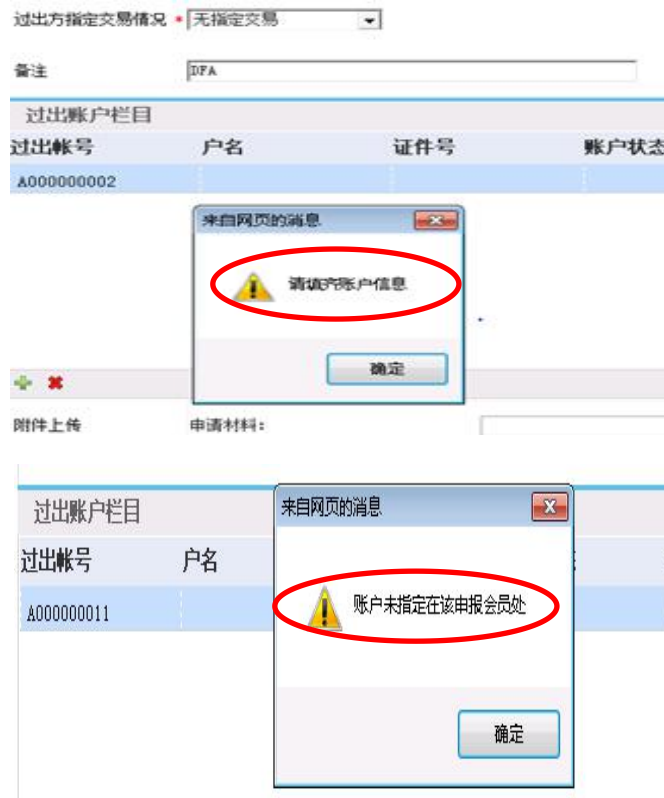 过出方指定交易情况 * 无指定交易
备注 DFA
过出账户栏目
过出帐号 户名 证件号 账户状态
A000000002
来自网页的消息
请填充账户信息
确定
附件上传 申请材料：
过出账户栏目
过出帐号 户名
A000000011
来自网页的消息
账户未指定在该申报会员处
确定